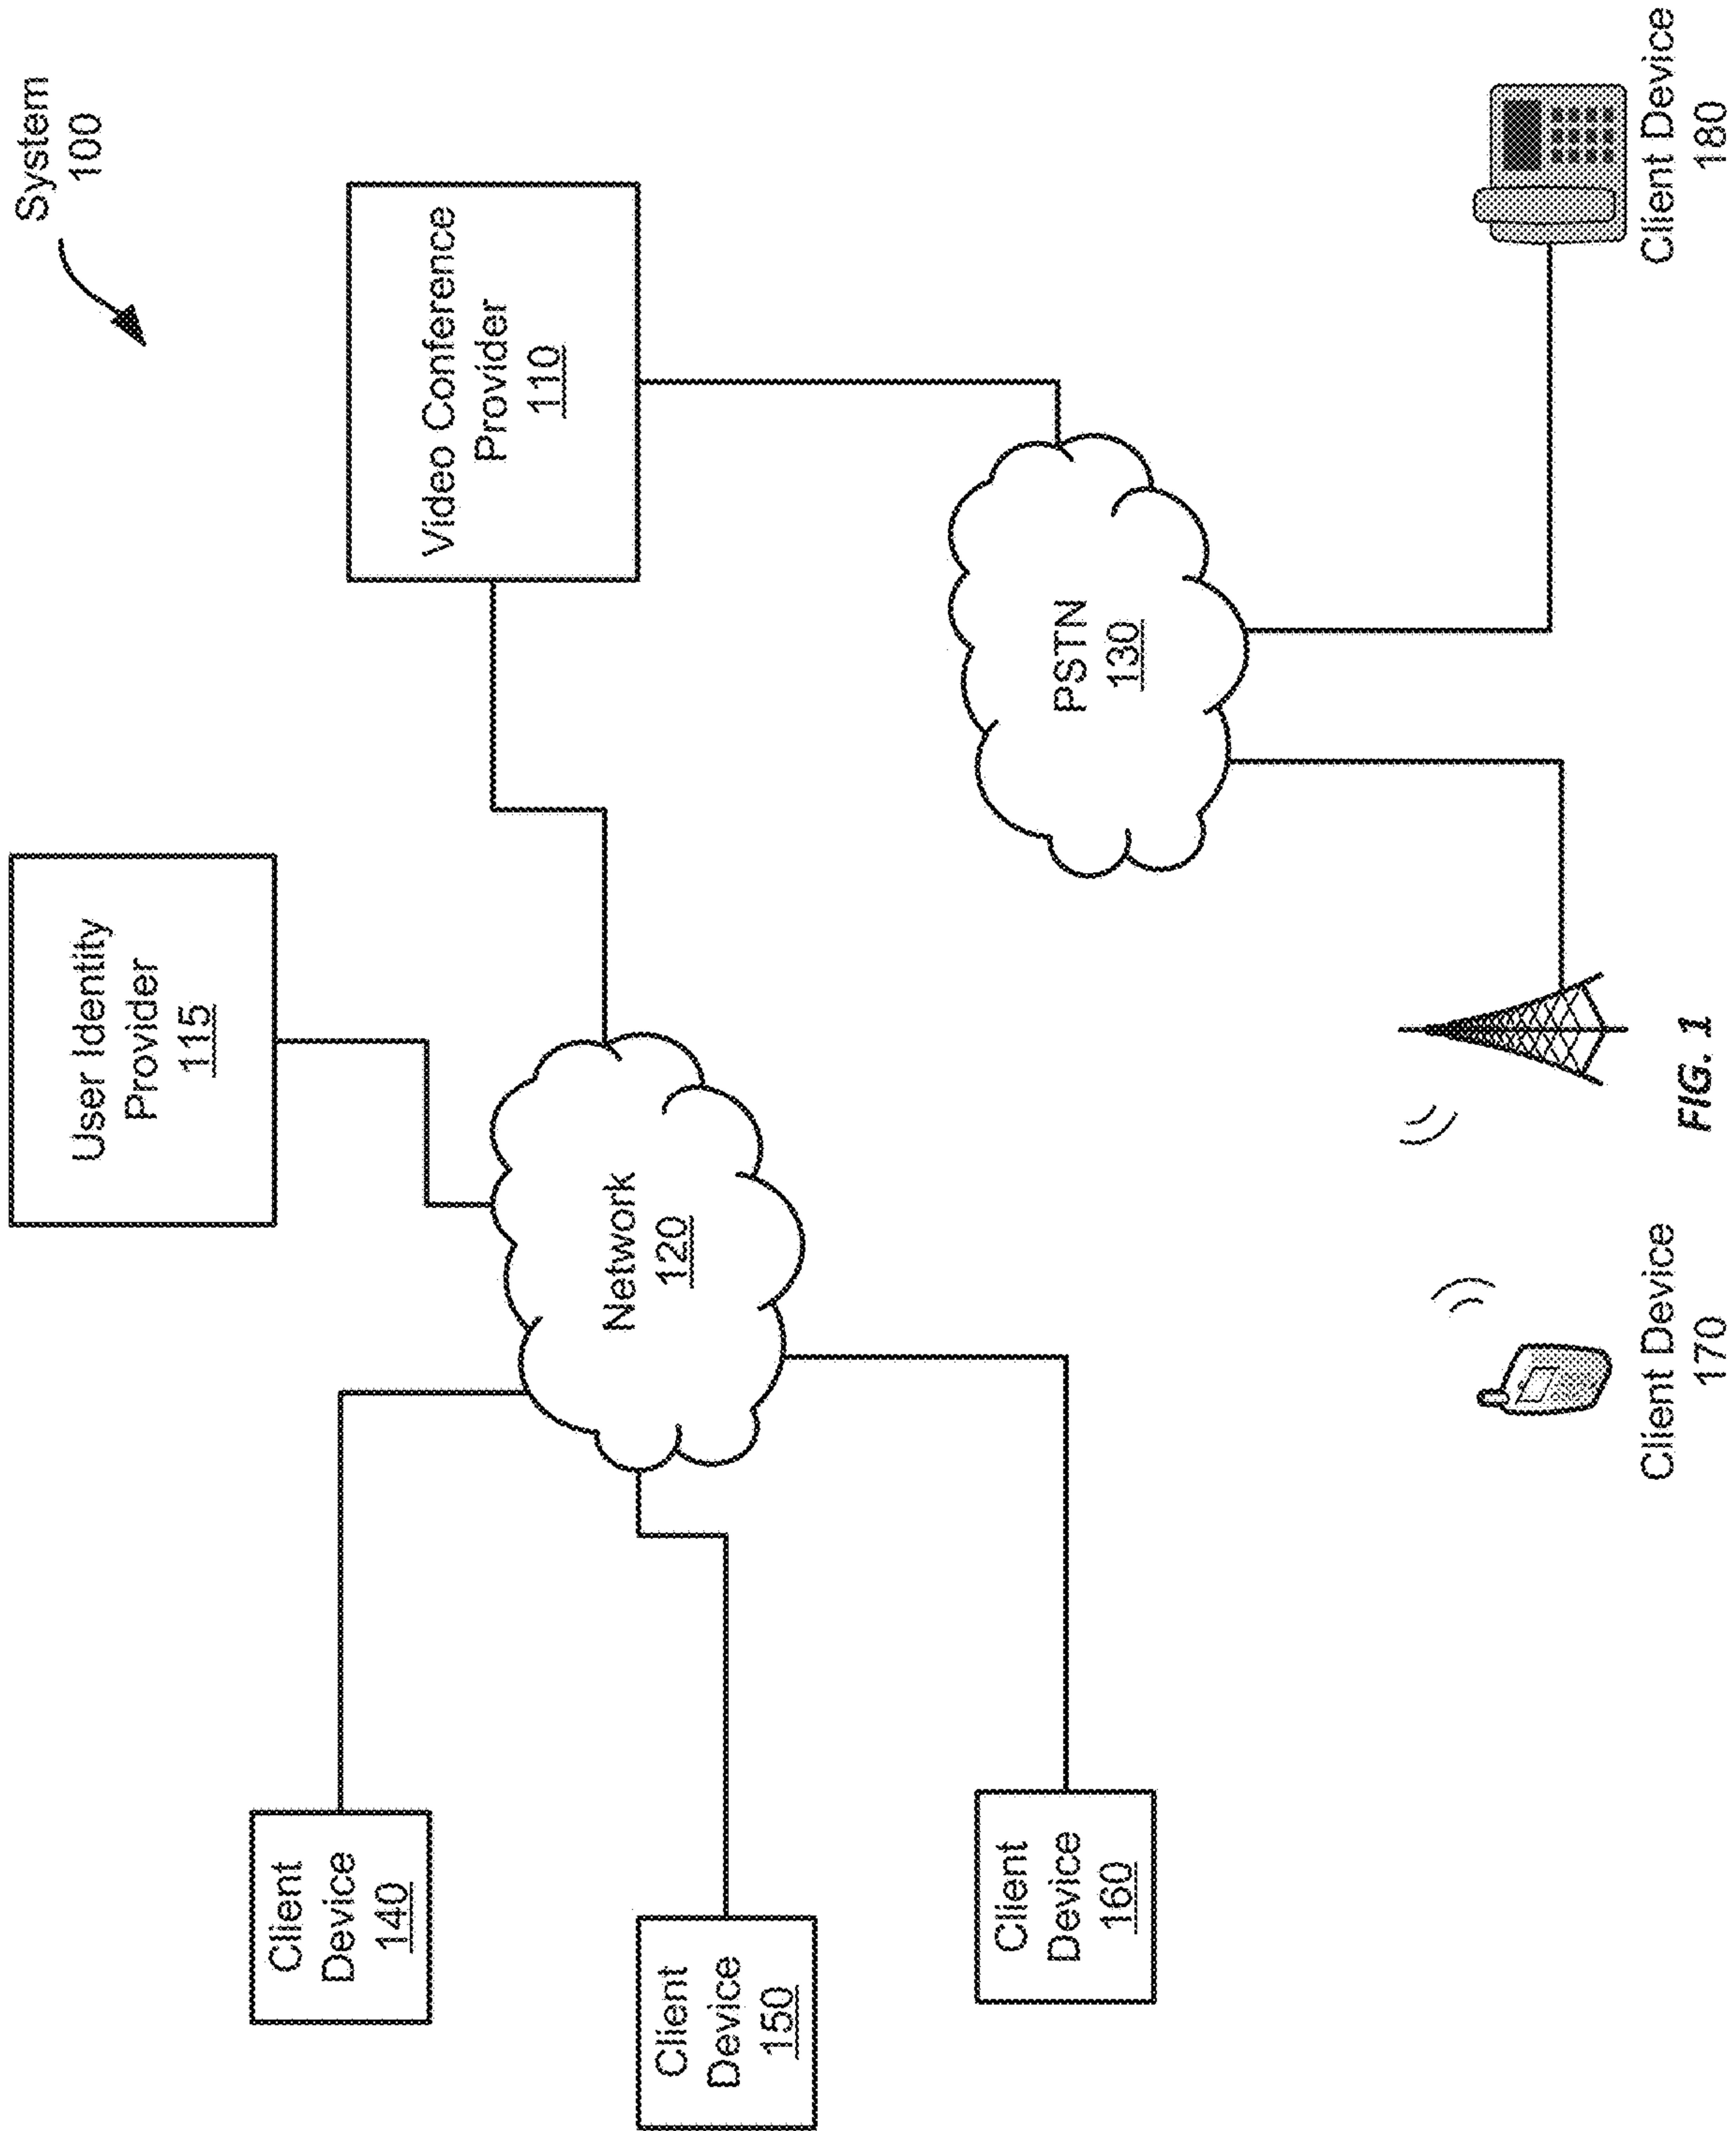 System
100
User Identity
Provider
115
Video Conference
Provider
110
Client
Device
140
Network
120
Client
Device
150
PSTN
130
Client
Device
160
Client Device
170
Client Device
180
FIG. 1